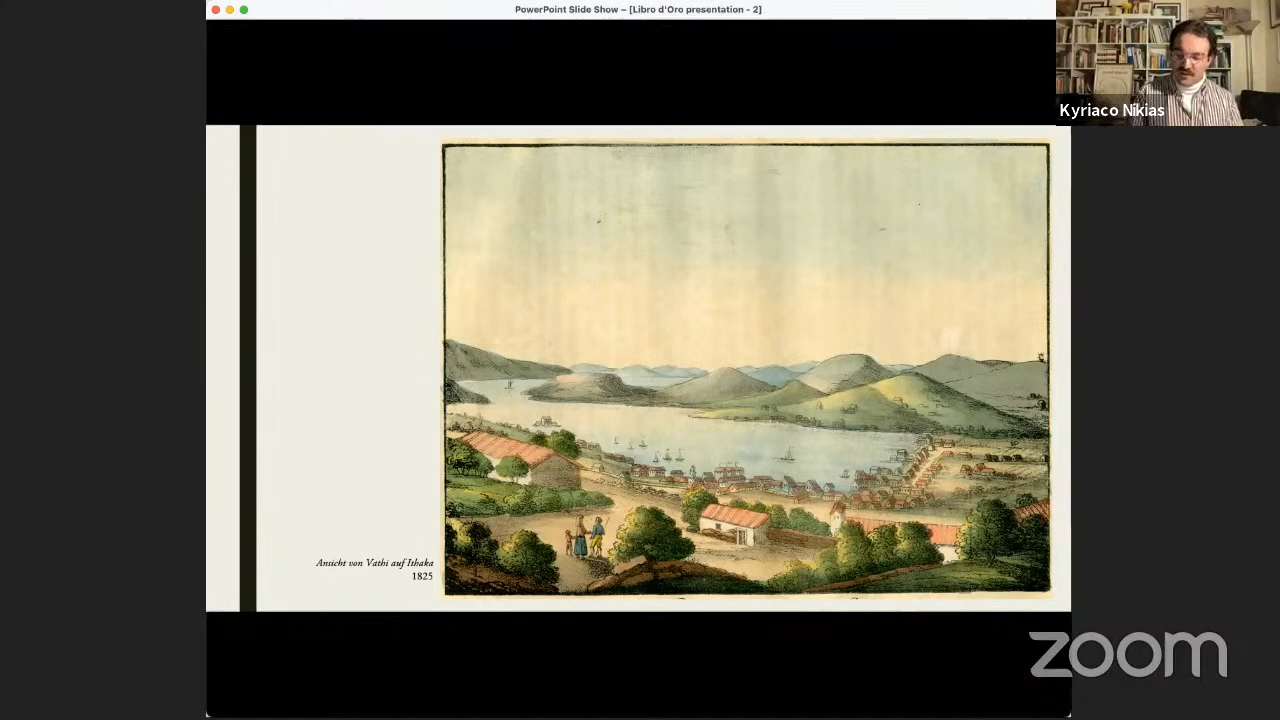 PowerPoint Slide Show – [Libro d'Oro presentation - 2]
Kyriaco Nikias
Ansicht von Vathi auf Ithaka
1825
zoom